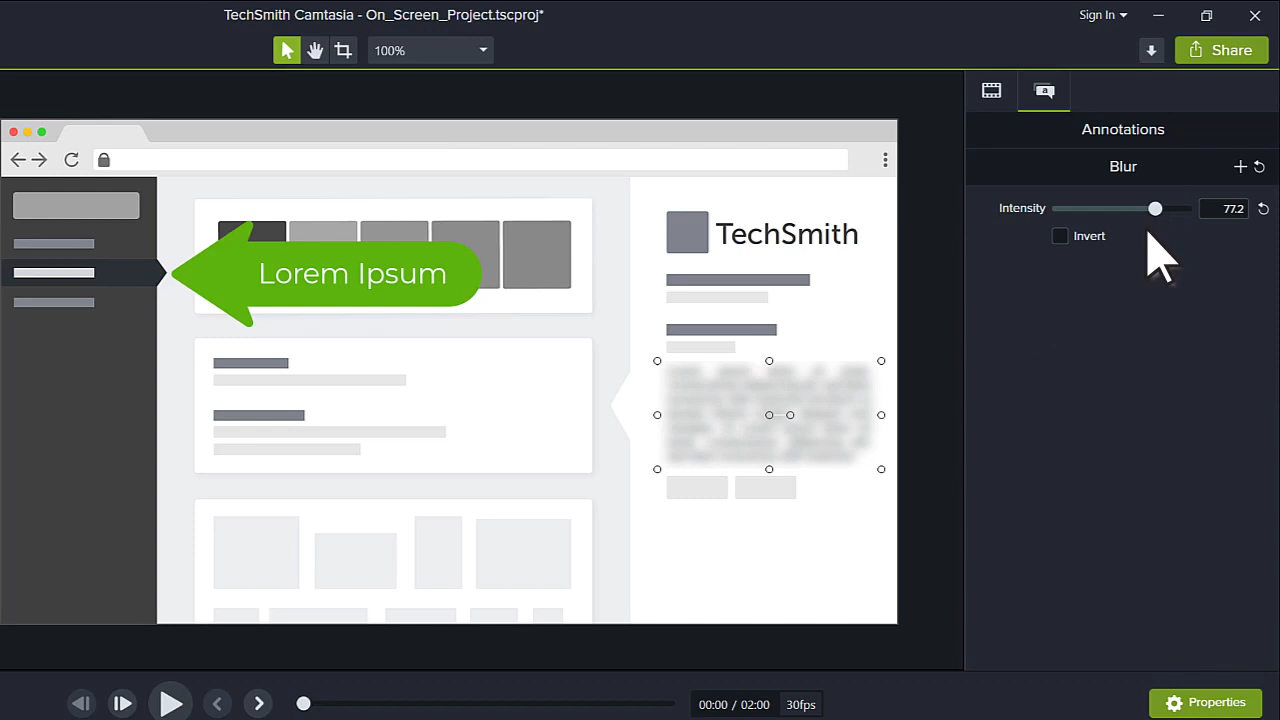 TechSmith Camtasia - On_Screen_Project.tscproj*
Sign In
100%
Share
a
Annotations
Blur
Intensity
77.2
Invert
TechSmith
Lorem Ipsum
00:00 / 02:00
30fps
Properties